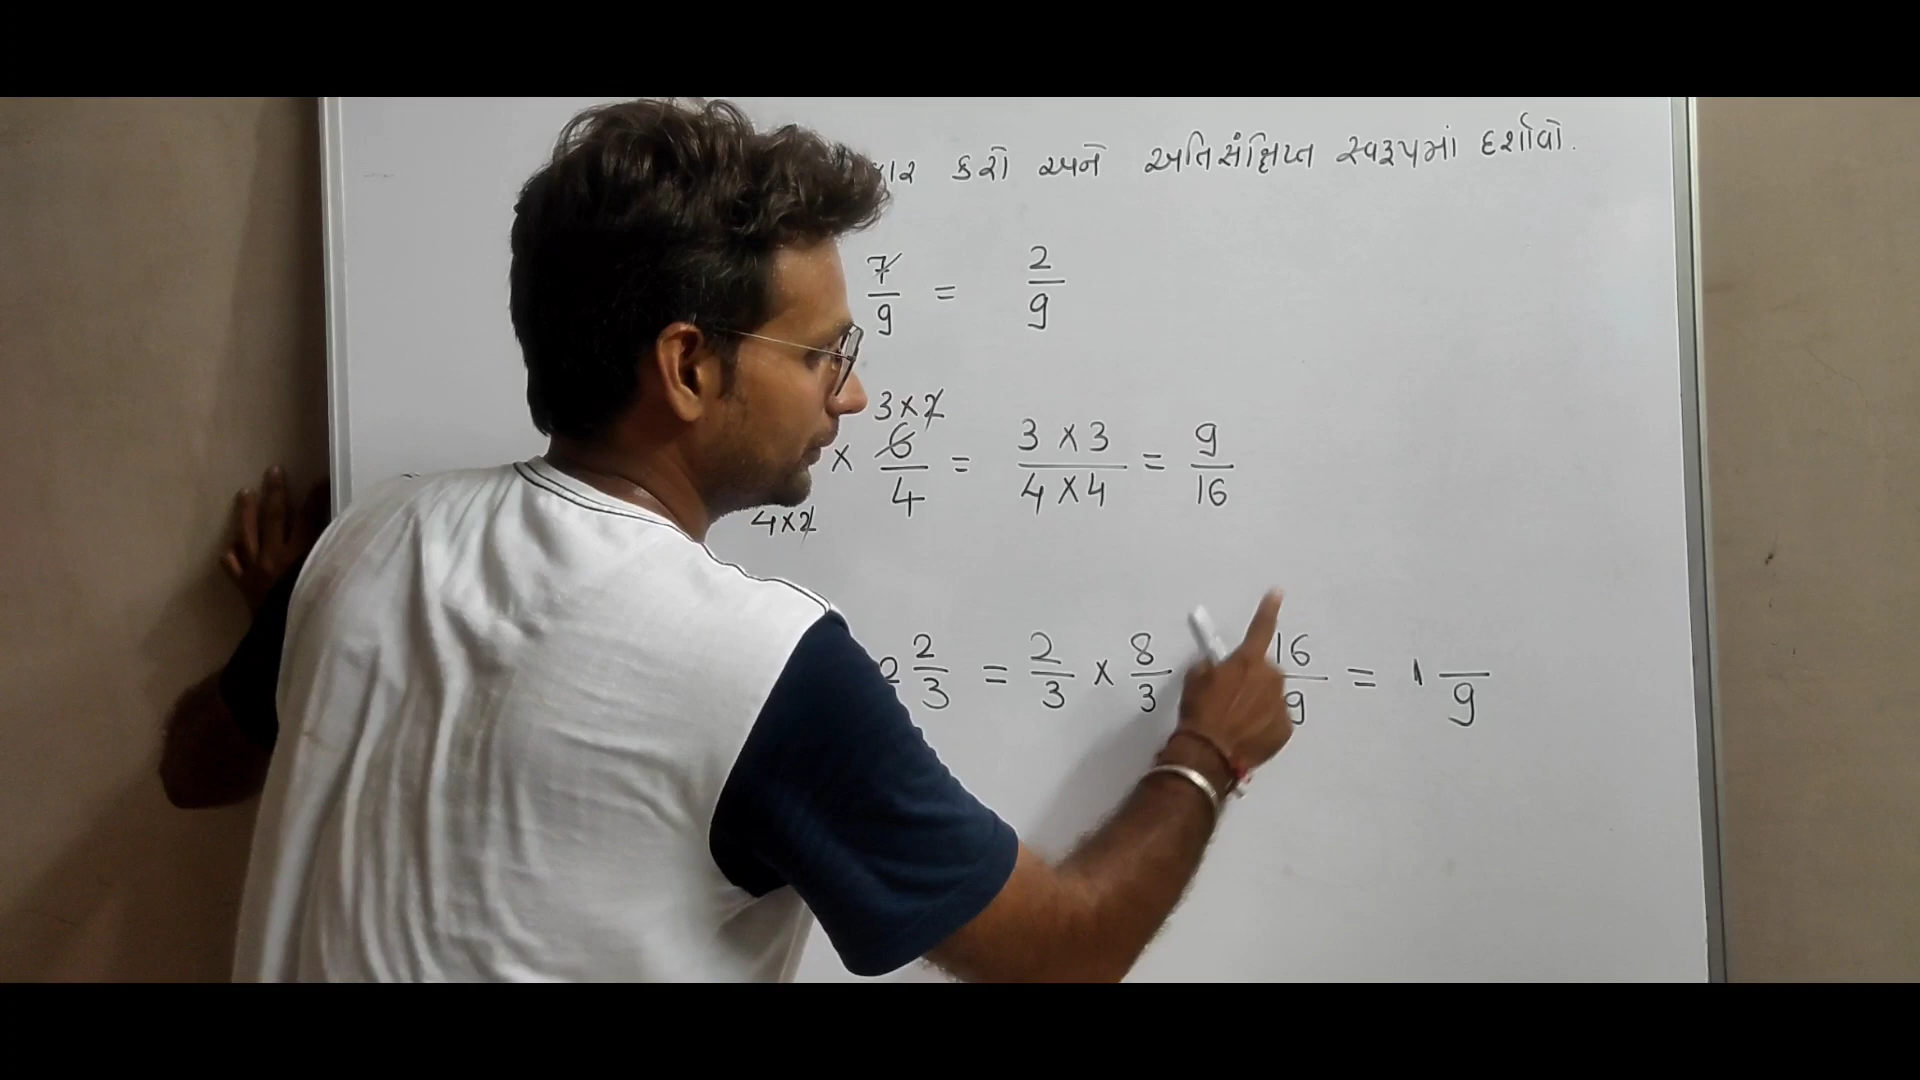 કરો અને અતિસંક્ષિપ્ત સ્વરૂપમાં દર્શાવો.
7/9 = 2/9
3×2
× 6/4 = 3×3/4×4 = 9/16
4×2
2 2/3 = 2/3 × 8/3 16/9 = 1 /9